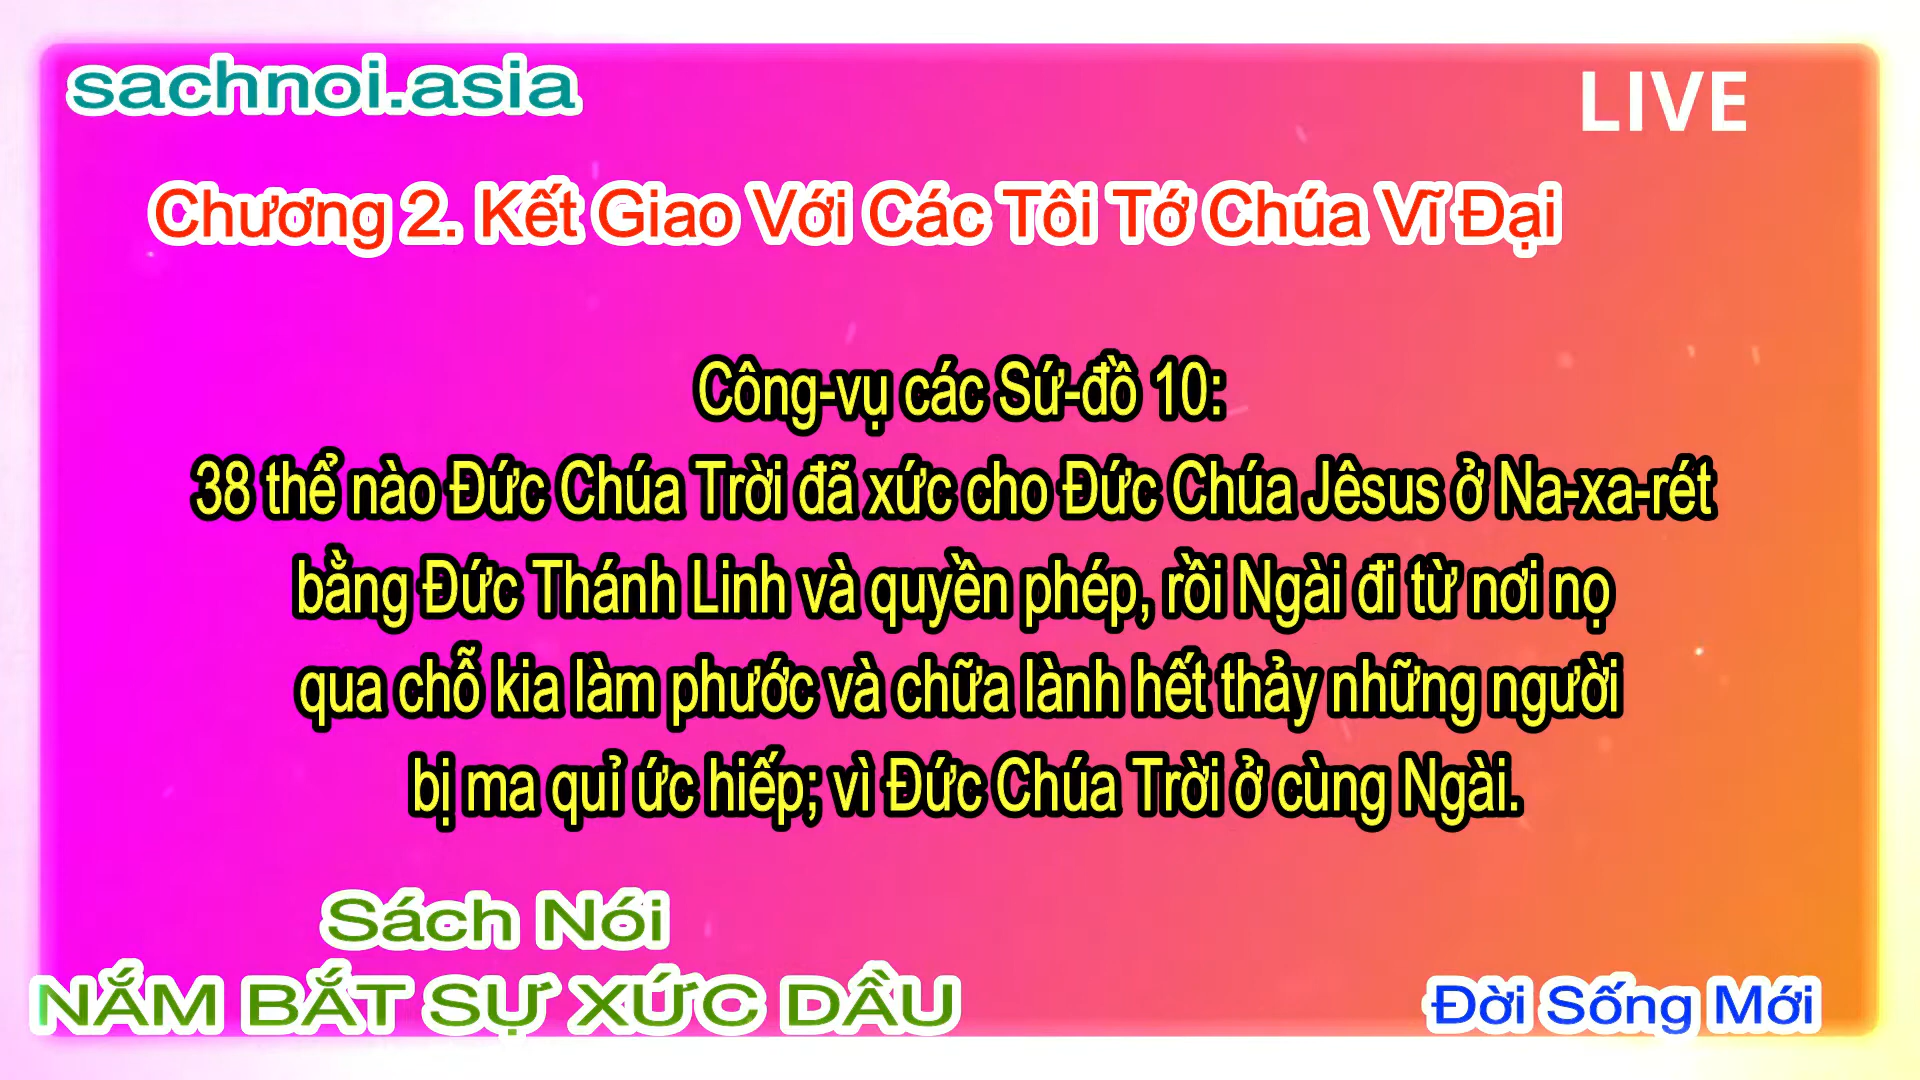 sachnoi.asia
LIVE
Chương 2. Kết Giao Với Các Tôi Tớ Chúa Vĩ Đại
Công-vụ các Sứ-đồ 10:
38 thể nào Đức Chúa Trời đã xức cho Đức Chúa Jêsus ở Na-xa-rét
bằng Đức Thánh Linh và quyền phép, rồi Ngài đi từ nơi nọ
qua chỗ kia làm phước và chữa lành hết thảy những người
bị ma quỉ ức hiếp; vì Đức Chúa Trời ở cùng Ngài.
Sách Nói
NẮM BẮT SỰ XỨC DẦU
Đời Sống Mới